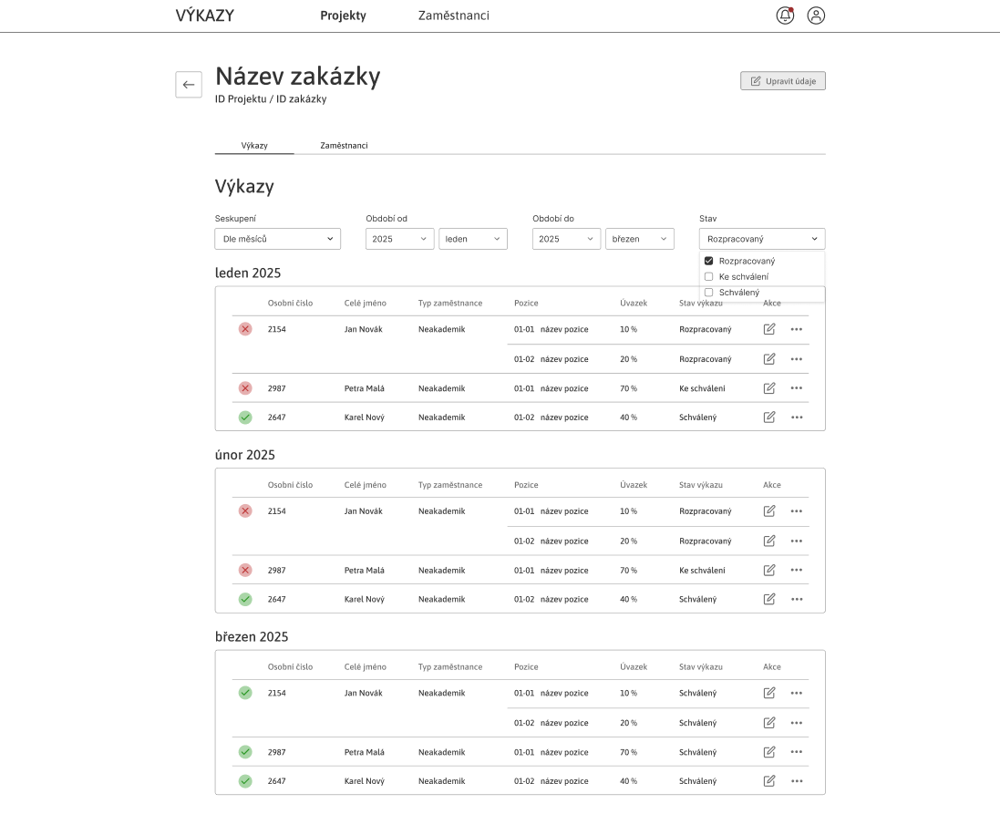 VÝKAZY Projekty Zaměstnanci
Název zakázky
ID Projektu / ID zakázky
Upravit údaje
Výkazy Zaměstnanci
Výkazy
Seskupení Období od Období do Stav
Dle měsíců 2025 leden 2025 březen Rozpracovaný
Rozpracovaný
Ke schválení
Schválený
leden 2025
Osobní číslo Celé jméno Typ zaměstnance Pozice Úvazek Stav výkazu Akce
2154 Jan Novák Neakademik 01-01 název pozice 10 % Rozpracovaný
01-02 název pozice 20 % Rozpracovaný
2987 Petra Malá Neakademik 01-01 název pozice 70 % Ke schválení
2647 Karel Nový Neakademik 01-02 název pozice 40 % Schválený
únor 2025
Osobní číslo Celé jméno Typ zaměstnance Pozice Úvazek Stav výkazu Akce
2154 Jan Novák Neakademik 01-01 název pozice 10 % Rozpracovaný
01-02 název pozice 20 % Rozpracovaný
2987 Petra Malá Neakademik 01-01 název pozice 70 % Ke schválení
2647 Karel Nový Neakademik 01-02 název pozice 40 % Schválený
březen 2025
Osobní číslo Celé jméno Typ zaměstnance Pozice Úvazek Stav výkazu Akce
2154 Jan Novák Neakademik 01-01 název pozice 10 % Schválený
01-02 název pozice 20 % Schválený
2987 Petra Malá Neakademik 01-01 název pozice 70 % Schválený
2647 Karel Nový Neakademik 01-02 název pozice 40 % Schválený